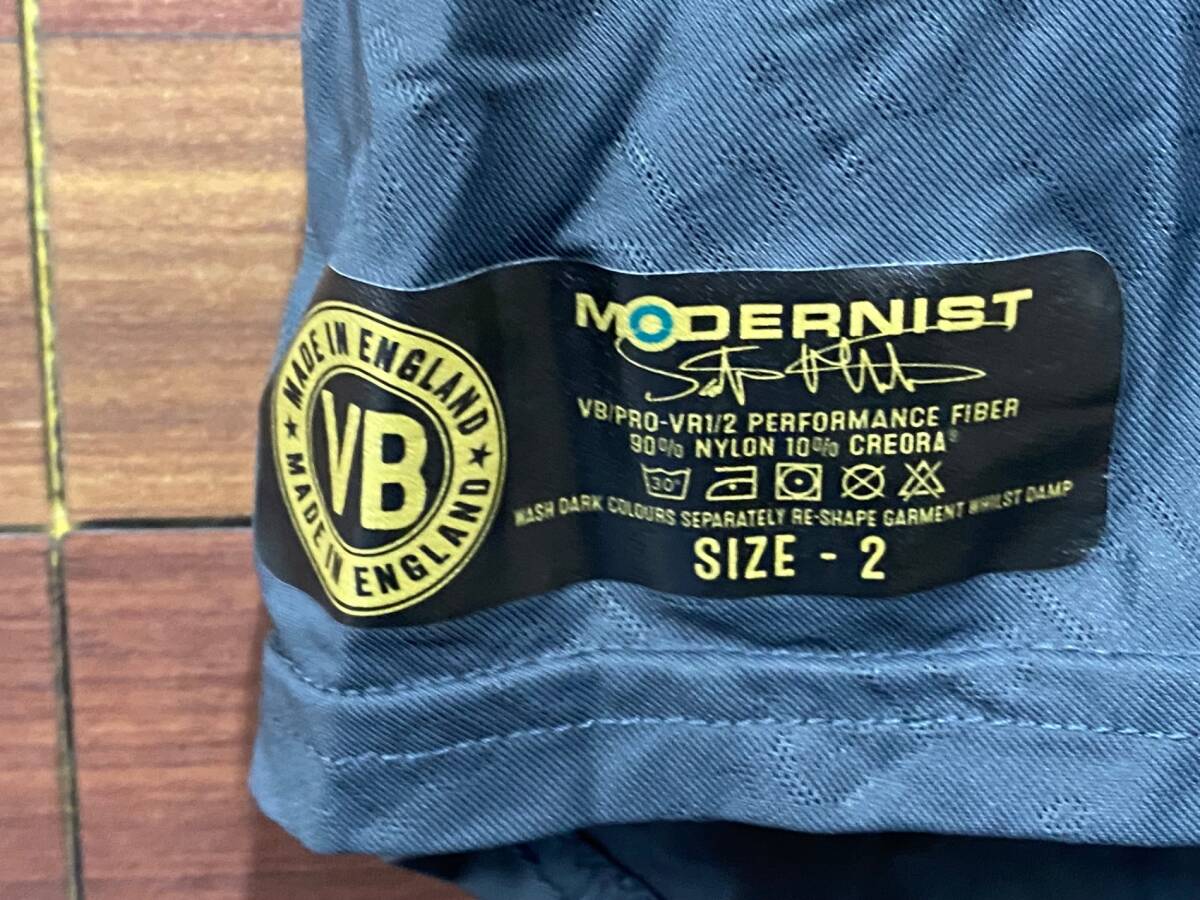 MADE IN ENGLAND
VB
MADE IN ENGLAND
MODERNIST
VB/PRO-VR1/2 PERFORMANCE FIBER
90% NYLON 10% CREORA®
30°
WASH DARK COLOURS SEPARATELY RE-SHAPE GARMENT WHILST DAMP
SIZE - 2